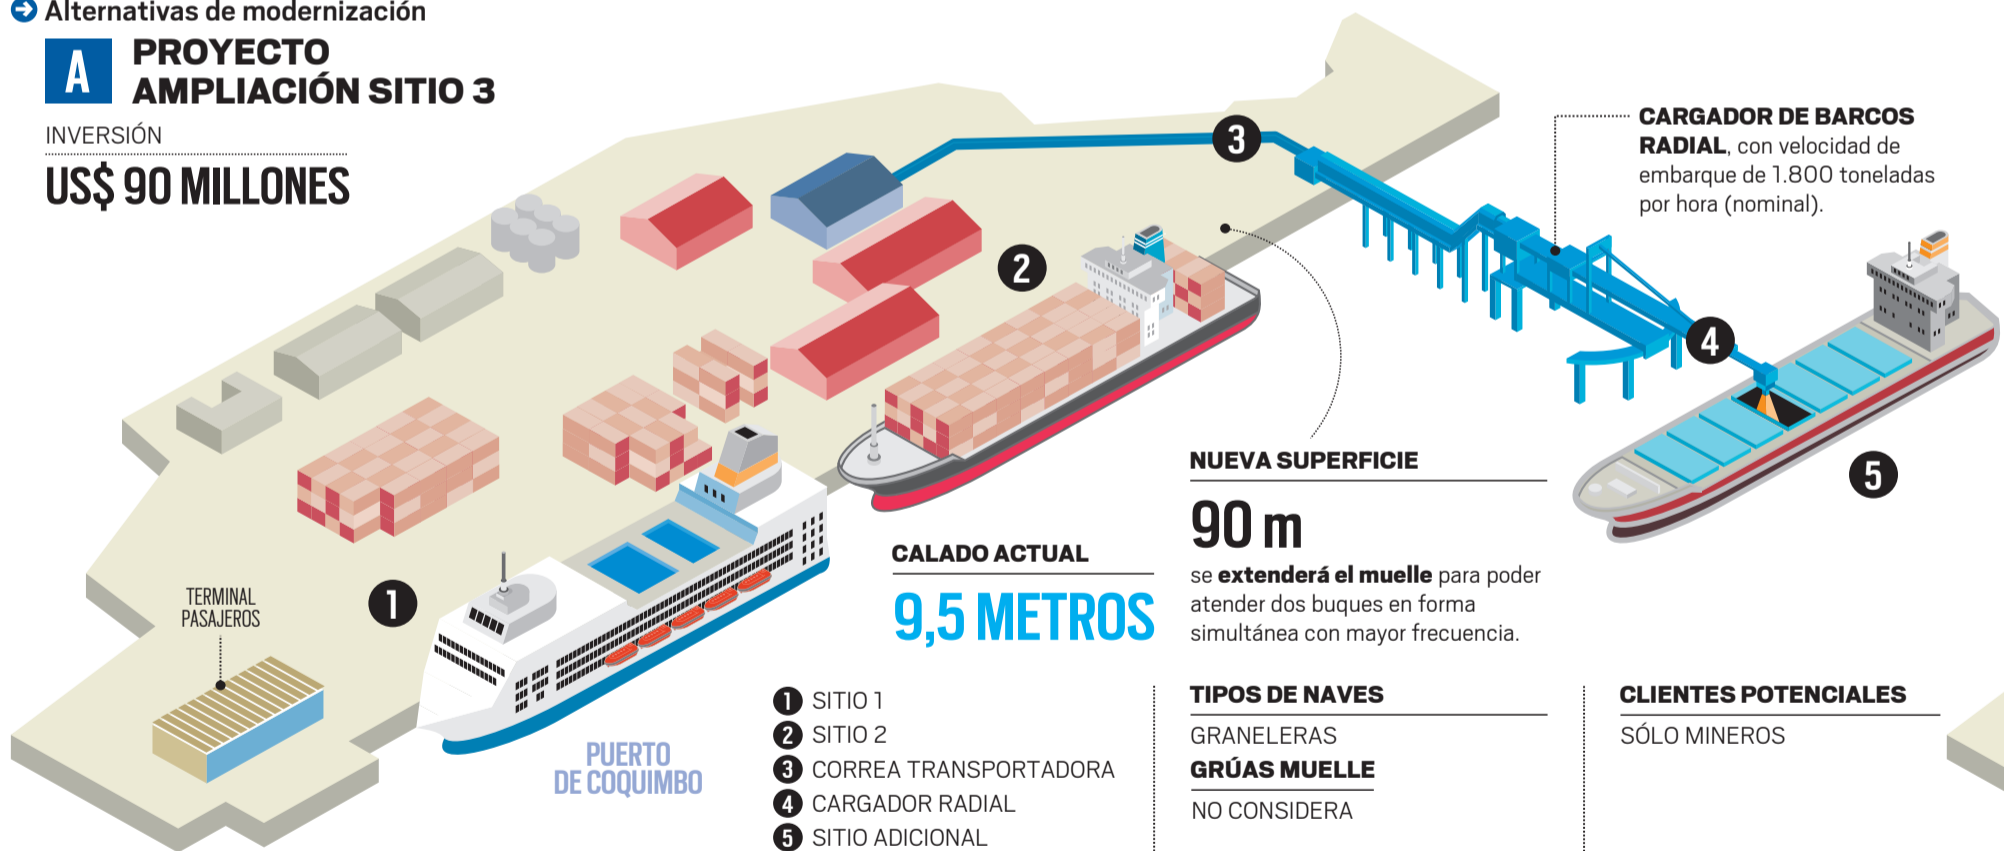 Alternativas de modernización
A
PROYECTO
AMPLIACIÓN SITIO 3
INVERSIÓN
US$ 90 MILLONES
3
CARGADOR DE BARCOS
RADIAL, con velocidad de
embarque de 1.800 toneladas
por hora (nominal).
2
4
5
1
TERMINAL
PASAJEROS
CALADO ACTUAL
9,5 METROS
NUEVA SUPERFICIE
90 m
se extenderá el muelle para poder
atender dos buques en forma
simultánea con mayor frecuencia.
PUERTO
DE COQUIMBO
1 SITIO 1
2 SITIO 2
3 CORREA TRANSPORTADORA
4 CARGADOR RADIAL
5 SITIO ADICIONAL
TIPOS DE NAVES
GRANELERAS
GRÚAS MUELLE
NO CONSIDERA
CLIENTES POTENCIALES
SÓLO MINEROS